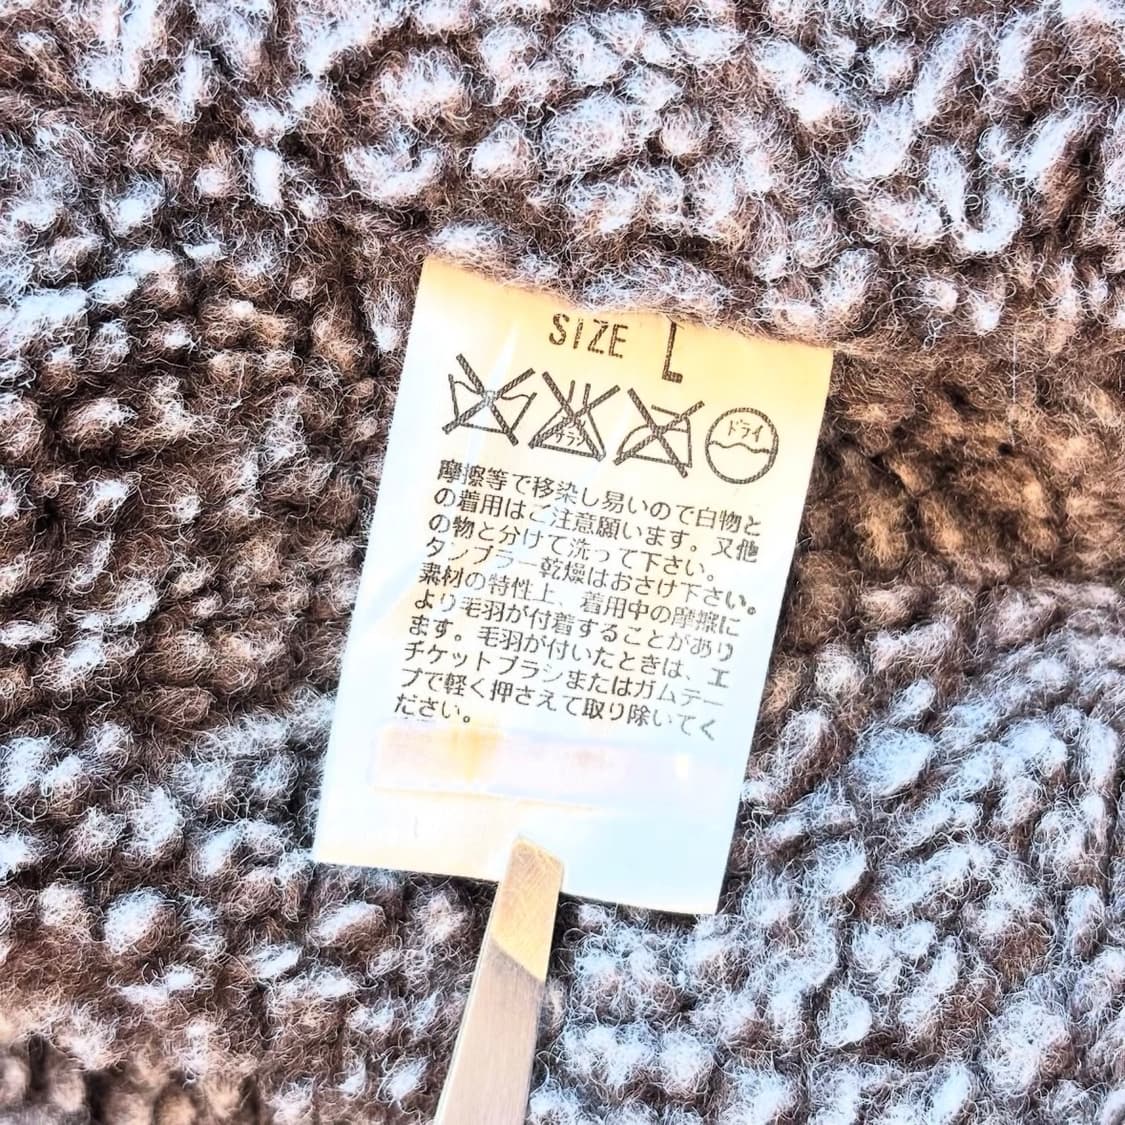 SIZE L
エンソサラシ
ドライ
摩擦等で移染し易いので白物と
の着用はご注意願います。又他
の物と分けて洗って下さい。
タンブラー乾燥はおさけ下さい。
素材の特性上、着用中の摩擦に
より毛羽が付着することがあり
ます。毛羽が付いたときは、エ
チケットブラシまたはガムテー
プで軽く押さえて取り除いてく
ださい。